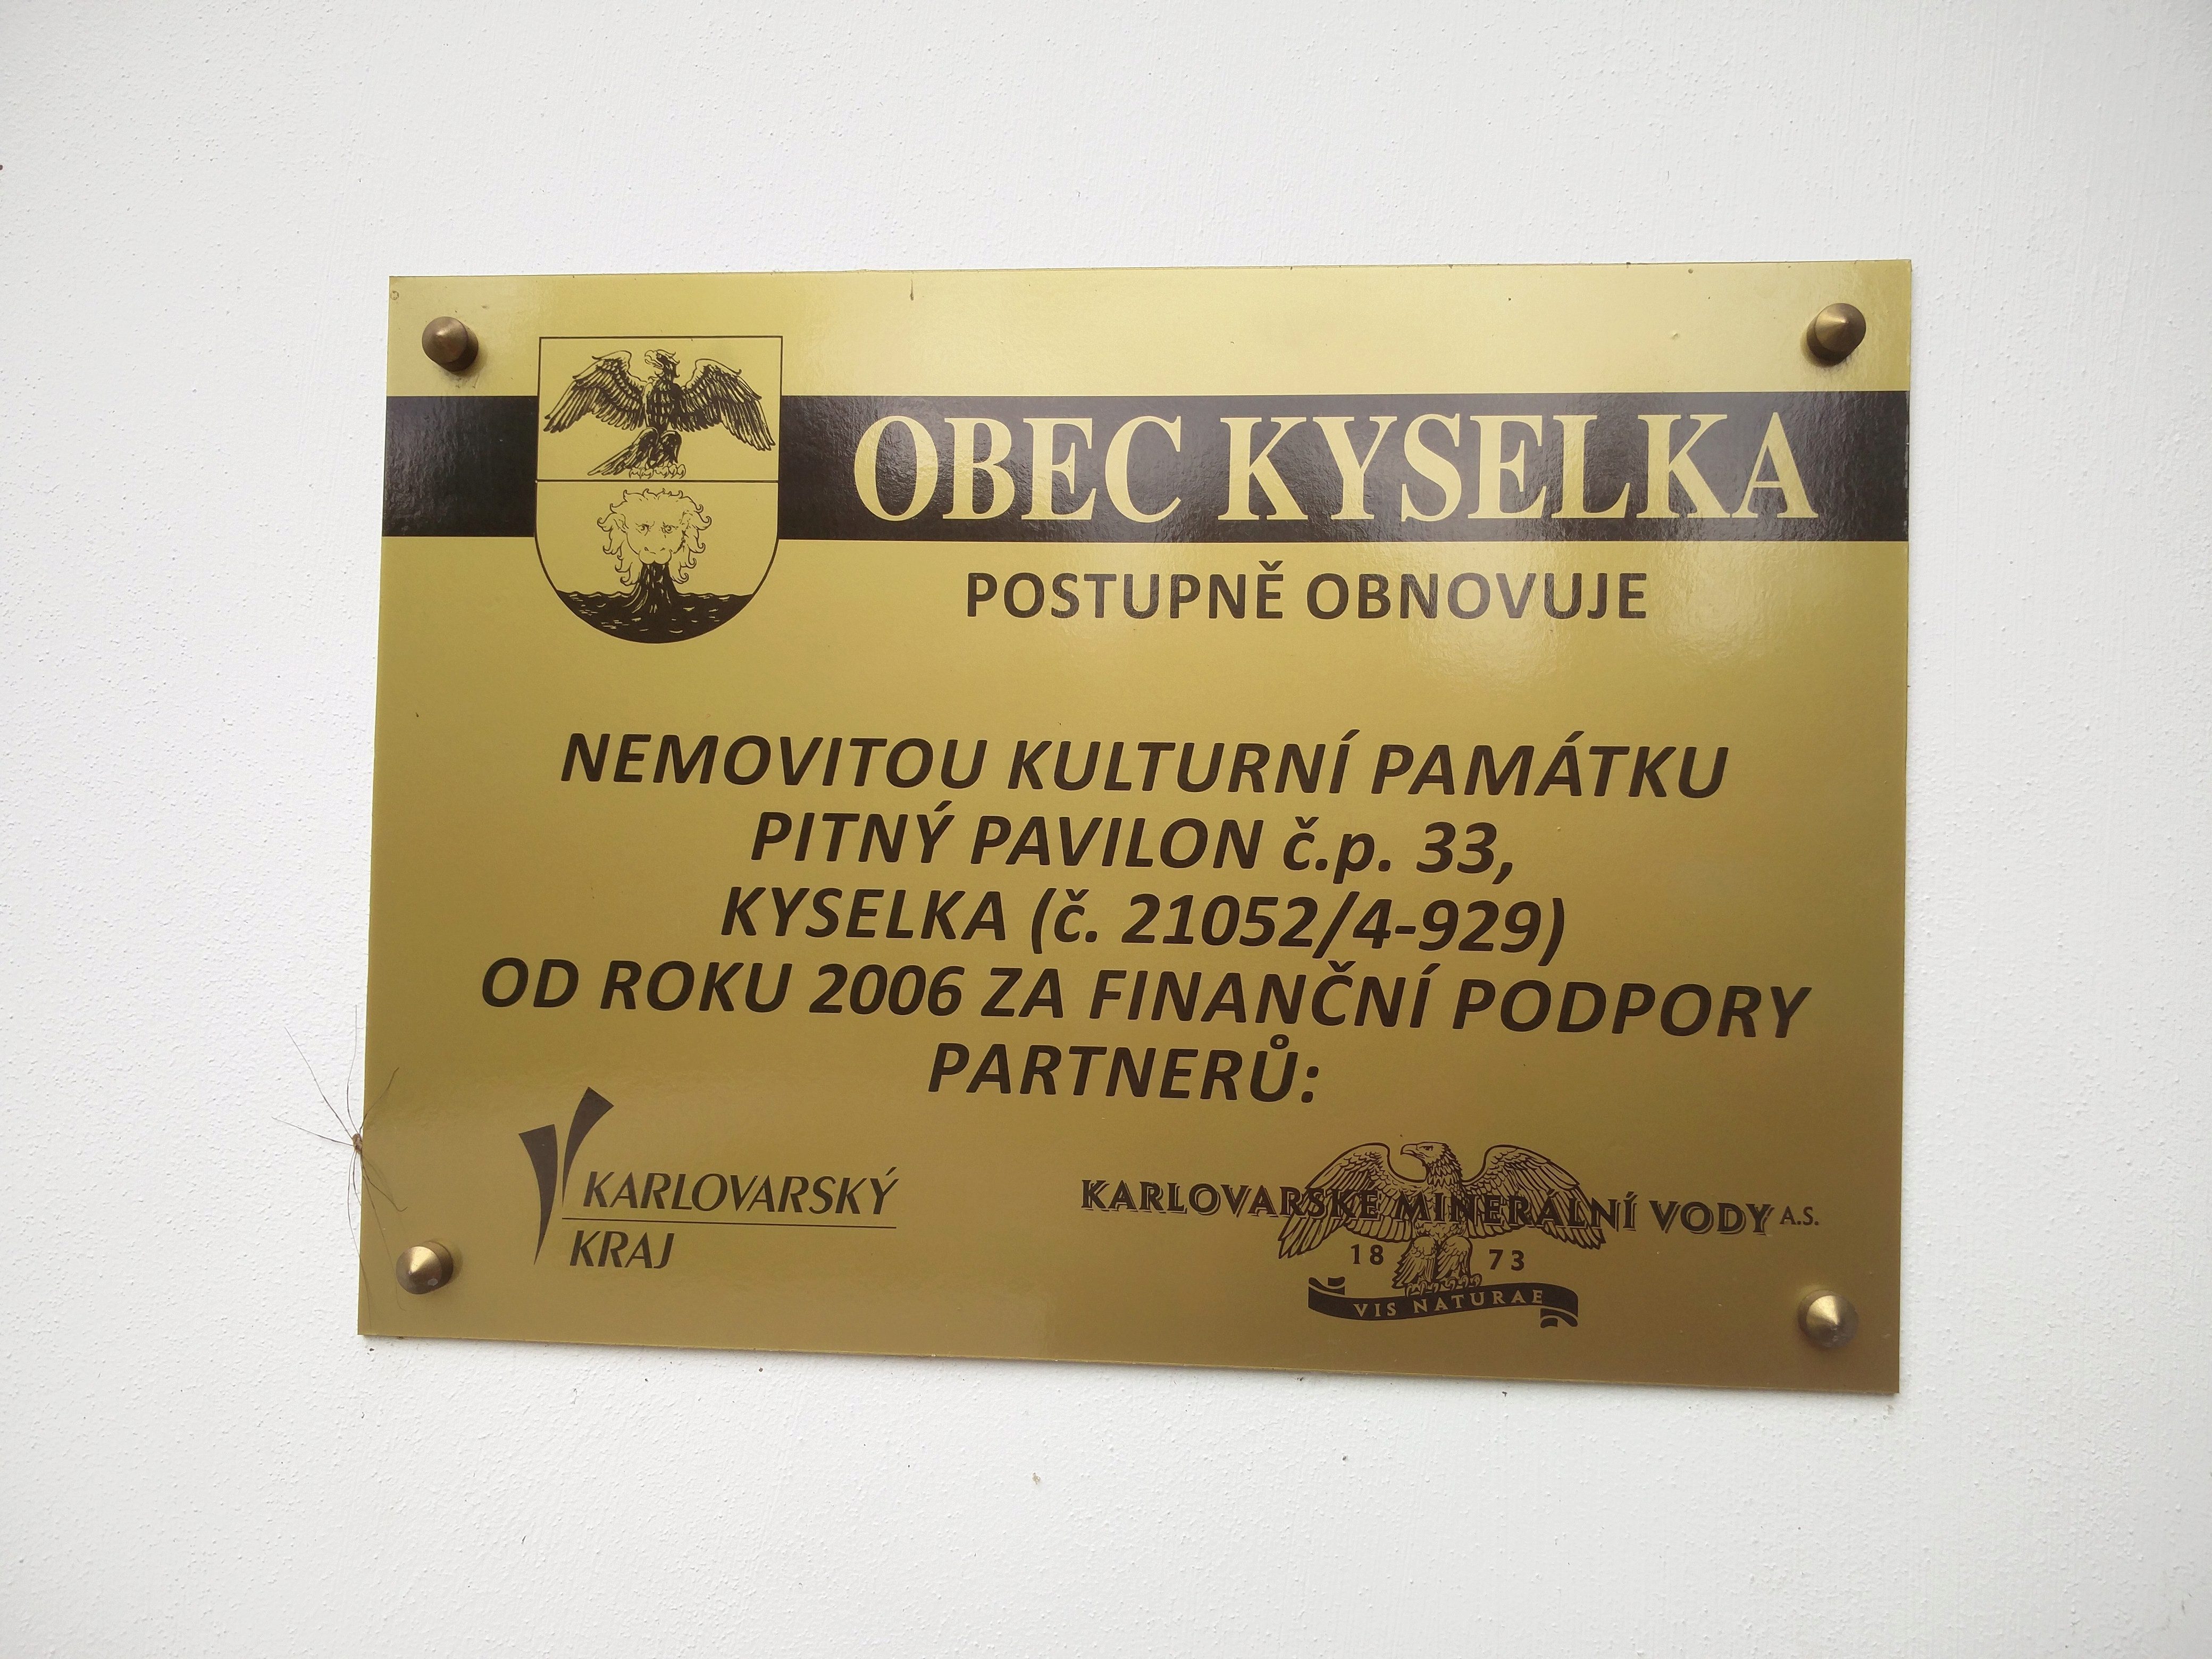 OBEC KYSELKA
POSTUPNĚ OBNOVUJE
NEMOVITOU KULTURNÍ PAMÁTKU
PITNÝ PAVILON č.p. 33,
KYSELKA (č. 21052/4-929)
OD ROKU 2006 ZA FINANČNÍ PODPORY
PARTNERŮ:
KARLOVARSKÝ
KRAJ
KARLOVARSKÉ MINERÁLNÍ VODY A.S.
18 73
VIS NATURAE